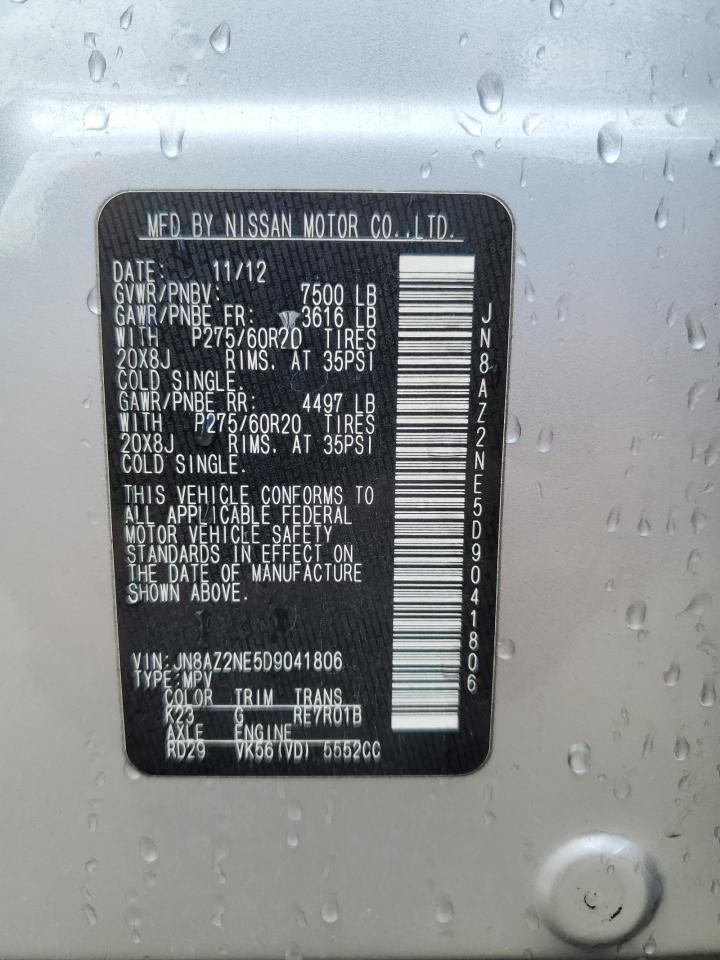 MFD BY NISSAN MOTOR CO.,LTD.
DATE: 11/12
GVWR/PNBV: 7500 LB
GAWR/PNBE FR: 3616 LB
WITH P275/60R20 TIRES
20X8J RIMS. AT 35PSI
COLD SINGLE.
GAWR/PNBE RR: 4497 LB
WITH P275/60R20 TIRES
20X8J RIMS. AT 35PSI
COLD SINGLE.
THIS VEHICLE CONFORMS TO
ALL APPLICABLE FEDERAL
MOTOR VEHICLE SAFETY
STANDARDS IN EFFECT ON
THE DATE OF MANUFACTURE
SHOWN ABOVE.
VIN:JN8AZ2NE5D9041806
TYPE:MPV
COLOR TRIM TRANS
K23 G RE7R01B
AXLE ENGINE
RD29 VK56(VD) 5552CC
JN8AZ2NE5D9041806